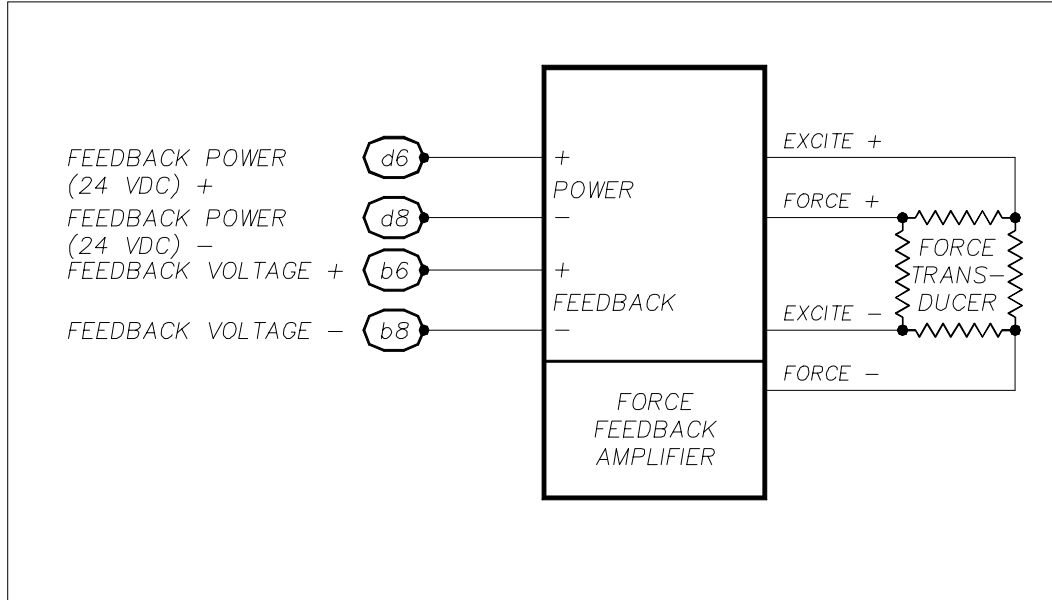 FEEDBACK POWER
(24 VDC) +
FEEDBACK POWER
(24 VDC) –
FEEDBACK VOLTAGE +
FEEDBACK VOLTAGE –
d6
d8
b6
b8
+
POWER
–
+
FEEDBACK
–
FORCE
FEEDBACK
AMPLIFIER
EXCITE +
FORCE +
EXCITE –
FORCE –
FORCE
TRANS–
DUCER